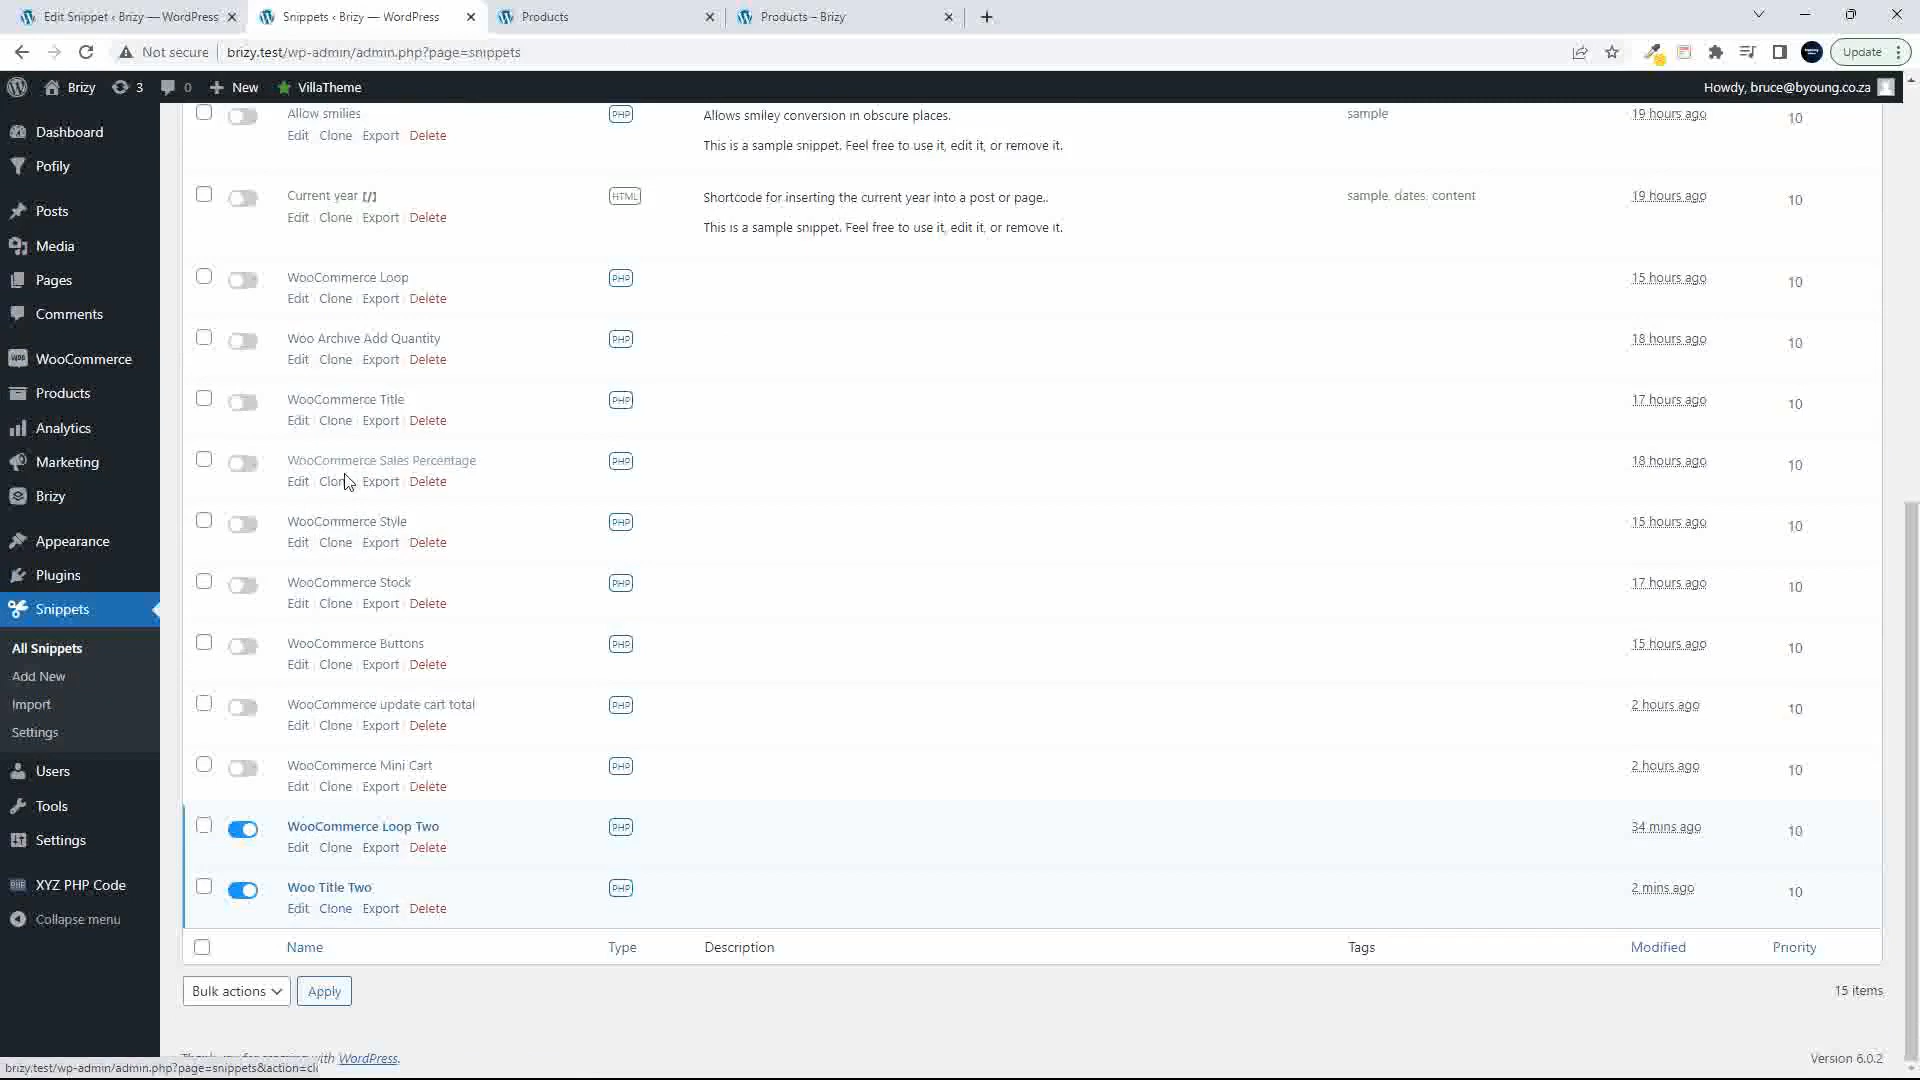 Edit Snippet ‹ Brizy — WordPress
Snippets ‹ Brizy — WordPress
Products
Products – Brizy
Not secure
brizy.test/wp-admin/admin.php?page=snippets
Update
Brizy
3
0
New
VillaTheme
Howdy, bruce@byoung.co.za
Dashboard
Pofily
Posts
Media
Pages
Comments
WooCommerce
Products
Analytics
Marketing
Brizy
Appearance
Plugins
Snippets
All Snippets
Add New
Import
Settings
Users
Tools
Settings
XYZ PHP Code
Collapse menu
Allow smilies PHP Allows smiley conversion in obscure places. sample 19 hours ago 10
Edit | Clone | Export | Delete
This is a sample snippet. Feel free to use it, edit it, or remove it.
Current year [/] HTML Shortcode for inserting the current year into a post or page.. sample, dates, content 19 hours ago 10
Edit | Clone | Export | Delete
This is a sample snippet. Feel free to use it, edit it, or remove it.
WooCommerce Loop PHP 15 hours ago 10
Edit | Clone | Export | Delete
Woo Archive Add Quantity PHP 18 hours ago 10
Edit | Clone | Export | Delete
WooCommerce Title PHP 17 hours ago 10
Edit | Clone | Export | Delete
WooCommerce Sales Percentage PHP 18 hours ago 10
Edit | Clone | Export | Delete
WooCommerce Style PHP 15 hours ago 10
Edit | Clone | Export | Delete
WooCommerce Stock PHP 17 hours ago 10
Edit | Clone | Export | Delete
WooCommerce Buttons PHP 15 hours ago 10
Edit | Clone | Export | Delete
WooCommerce update cart total PHP 2 hours ago 10
Edit | Clone | Export | Delete
WooCommerce Mini Cart PHP 2 hours ago 10
Edit | Clone | Export | Delete
WooCommerce Loop Two PHP 34 mins ago 10
Edit | Clone | Export | Delete
Woo Title Two PHP 2 mins ago 10
Edit | Clone | Export | Delete
Name Type Description Tags Modified Priority
Bulk actions Apply 15 items
with WordPress. Version 6.0.2
brizy.test/wp-admin/admin.php?page=snippets&action=cl